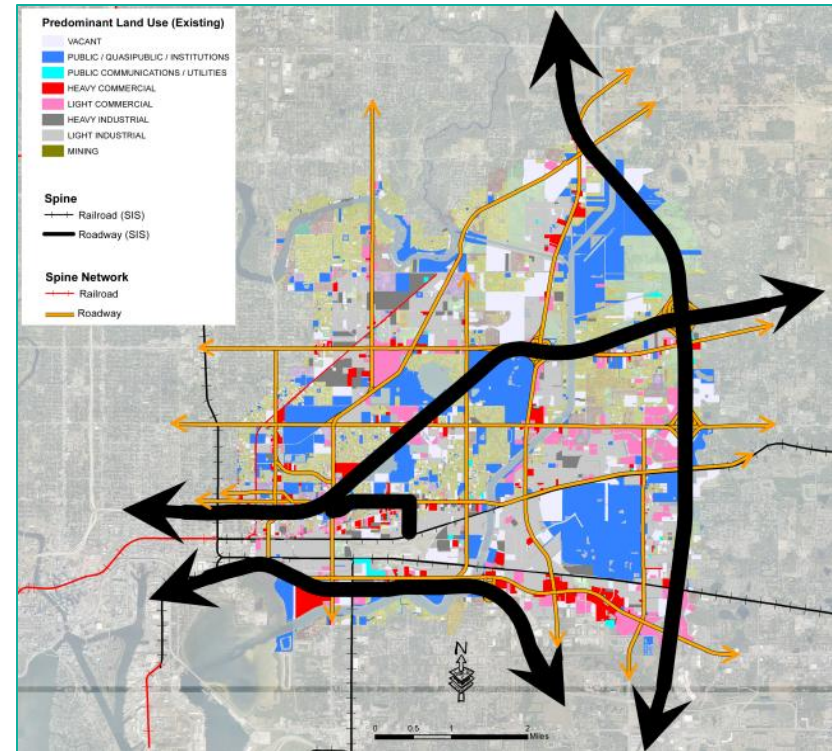 Predominant Land Use (Existing)
VACANT
PUBLIC / QUASIPUBLIC / INSTITUTIONS
PUBLIC COMMUNICATIONS / UTILITIES
HEAVY COMMERCIAL
LIGHT COMMERCIAL
HEAVY INDUSTRIAL
LIGHT INDUSTRIAL
MINING
Spine
Railroad (SIS)
Roadway (SIS)
Spine Network
Railroad
Roadway
N
0 0.5 1 2
Miles